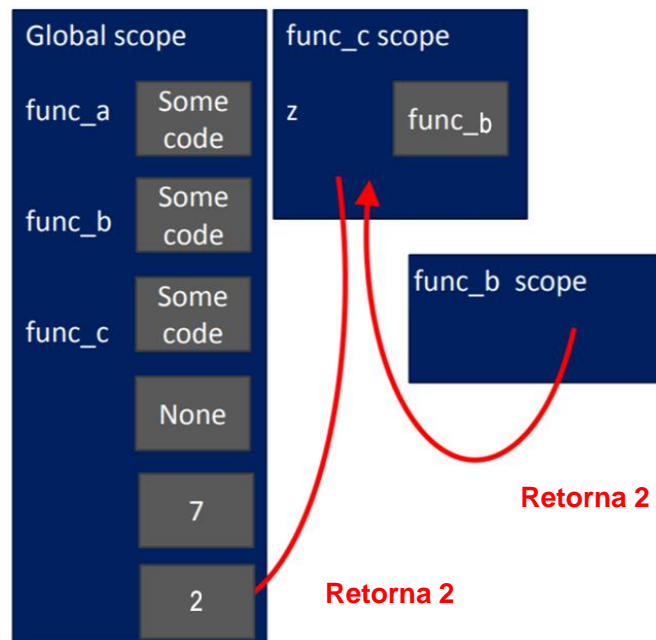 Global scope
func_a
Some
code
func_b
Some
code
func_c
Some
code
None
7
2
func_c scope
z
func_b
func_b scope
Retorna 2
Retorna 2